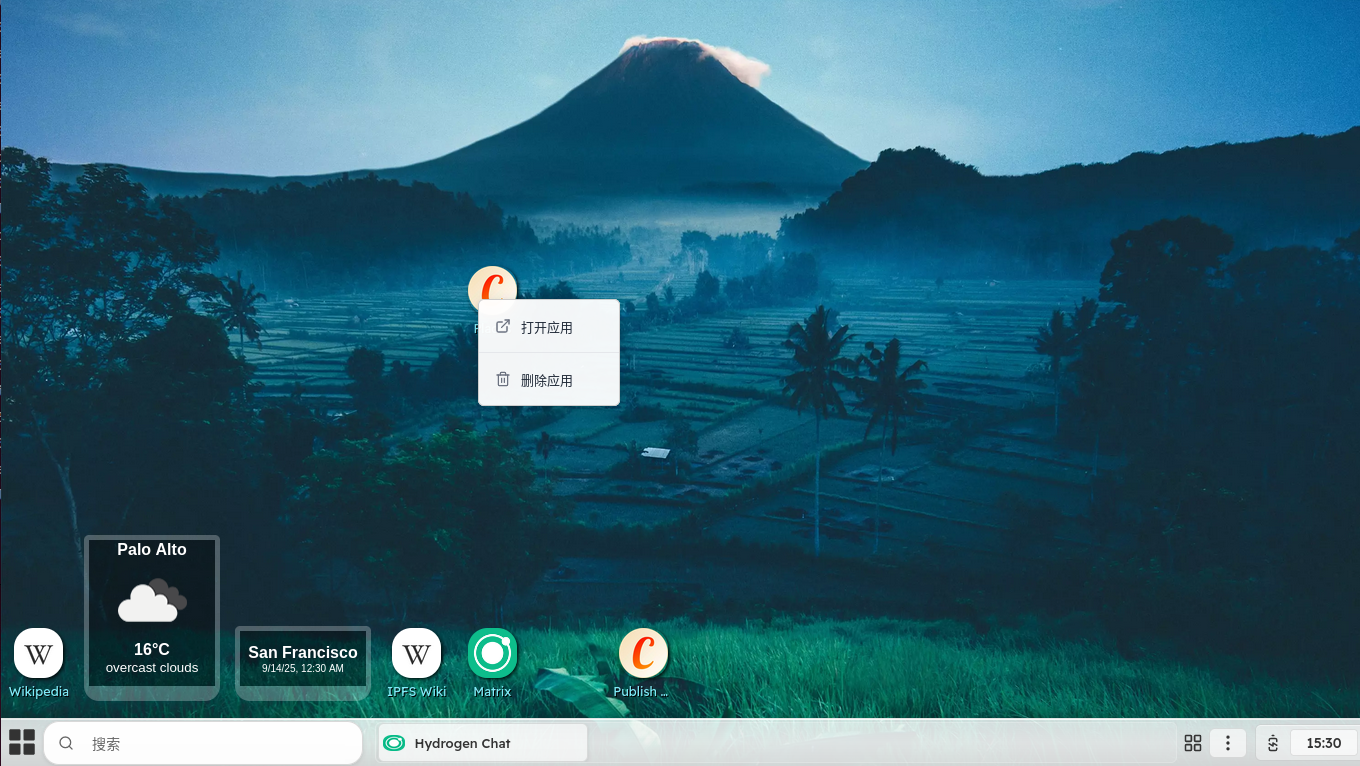 打开应用
删除应用
Palo Alto
16°C
overcast clouds
San Francisco
9/14/25, 12:30 AM
Wikipedia
IPFS Wiki
Matrix
Publish ...
搜索
Hydrogen Chat
15:30